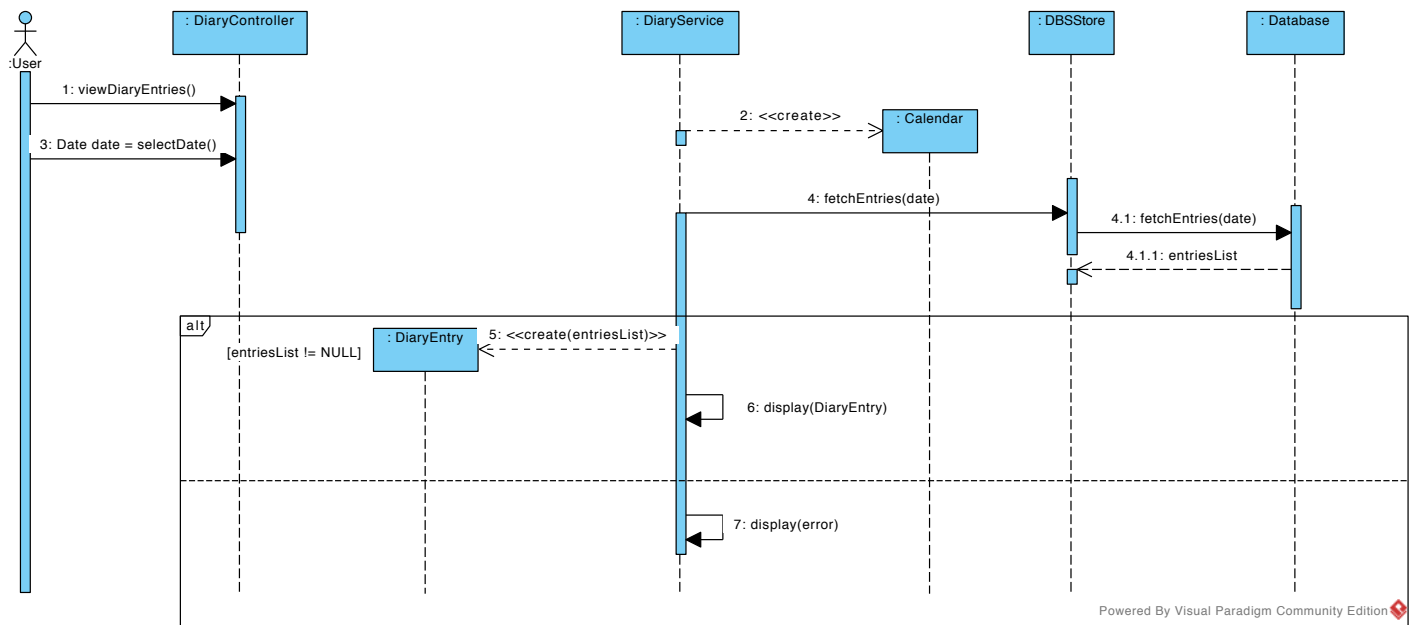 : DiaryController
: DiaryService
: DBSStore
: Database
:User
1: viewDiaryEntries()
2: <<create>>
: Calendar
3: Date date = selectDate()
4: fetchEntries(date)
4.1: fetchEntries(date)
4.1.1: entriesList
alt
: DiaryEntry
5: <<create(entriesList)>>
[entriesList != NULL]
6: display(DiaryEntry)
7: display(error)
Powered By Visual Paradigm Community Edition